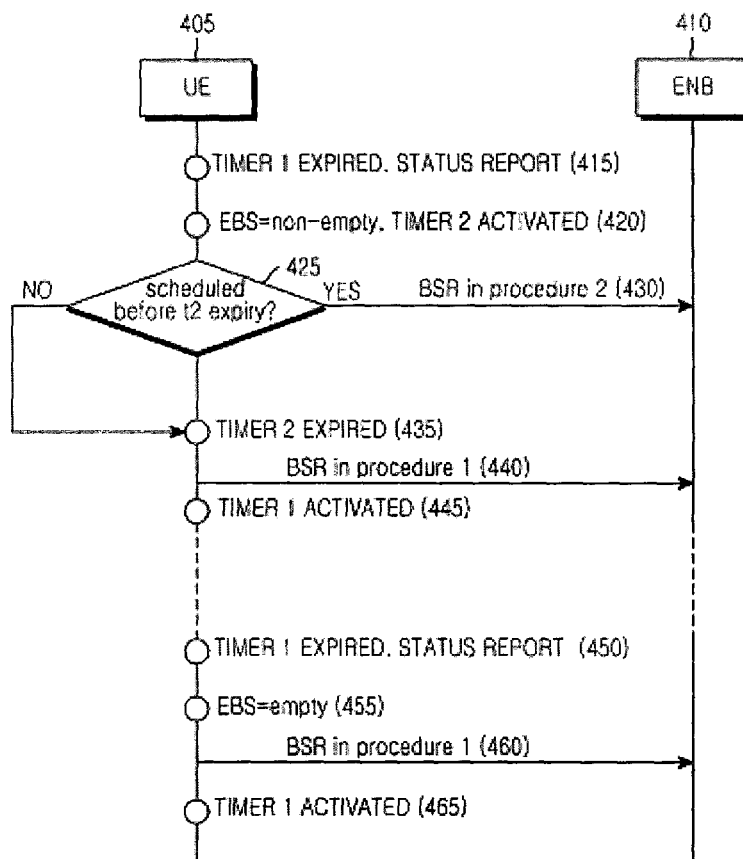 405
410
UE
ENB
TIMER 1 EXPIRED. STATUS REPORT (415)
EBS=non-empty. TIMER 2 ACTIVATED (420)
425
NO
scheduled
before t2 expiry?
YES
BSR in procedure 2 (430)
TIMER 2 EXPIRED (435)
BSR in procedure 1 (440)
TIMER 1 ACTIVATED (445)
TIMER 1 EXPIRED. STATUS REPORT (450)
EBS=empty (455)
BSR in procedure 1 (460)
TIMER 1 ACTIVATED (465)